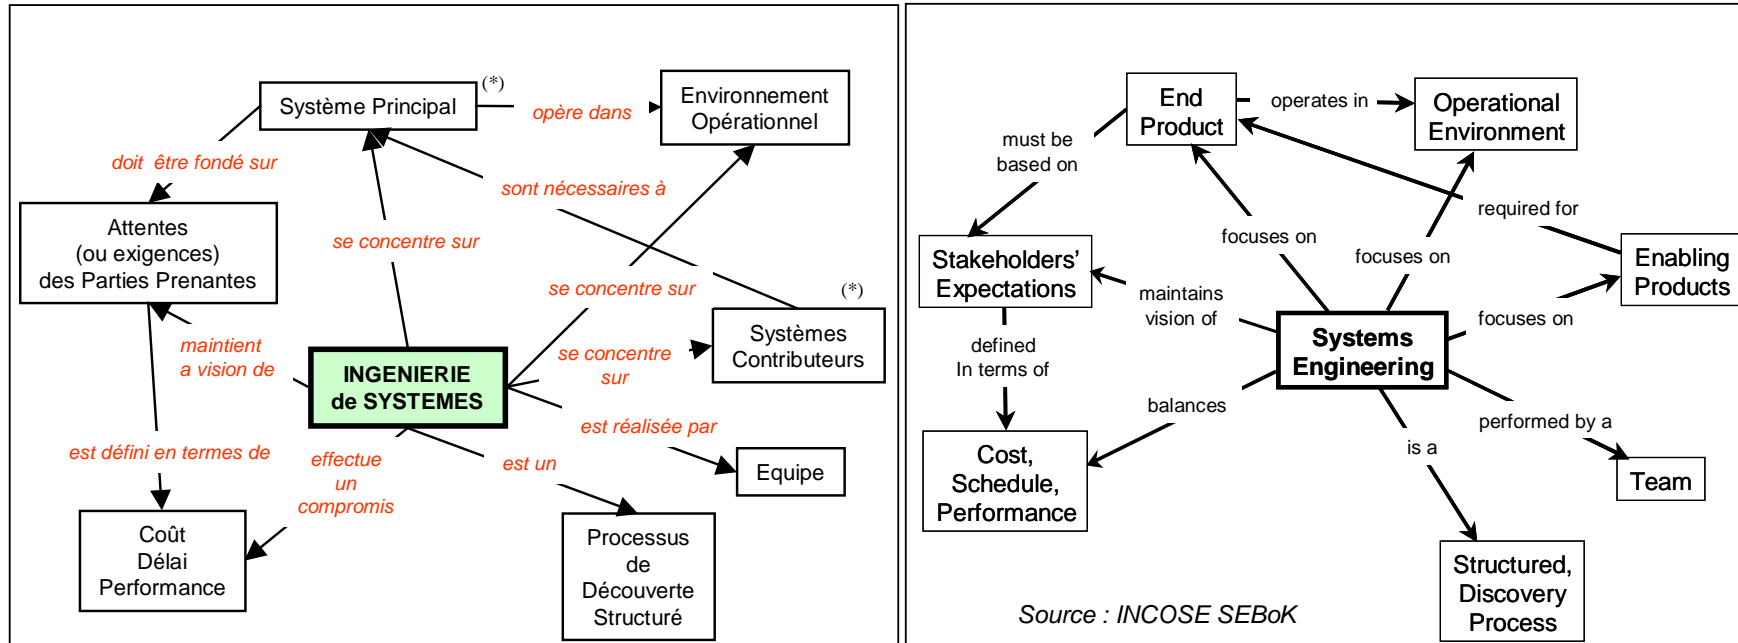 (*)
Système Principal
opère dans
Environnement
Opérationnel
doit être fondé sur
sont nécessaires à
Attentes
(ou exigences)
des Parties Prenantes
se concentre sur
se concentre sur
(*)
Systèmes
Contributeurs
maintient
a vision de
INGENIERIE
de SYSTEMES
se concentre
sur
est réalisée par
est défini en termes de
effectue
un
compromis
est un
Equipe
Coût
Délai
Performance
Processus
de
Découverte
Structuré
End
Product
operates in
Operational
Environment
must be
based on
required for
Stakeholders'
Expectations
focuses on
focuses on
Enabling
Products
maintains
vision of
focuses on
Systems
Engineering
defined
In terms of
balances
performed by a
is a
Cost,
Schedule,
Performance
Team
Structured,
Discovery
Process
Source : INCOSE SEBoK